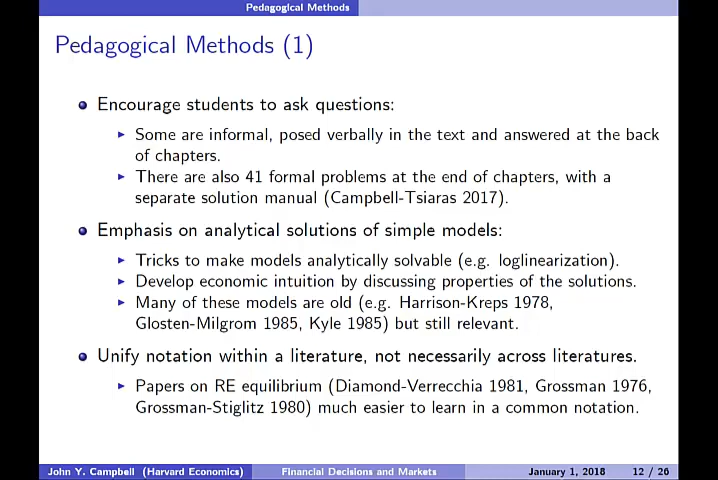 Pedagogical Methods
Pedagogical Methods (1)
Encourage students to ask questions:
Some are informal, posed verbally in the text and answered at the back
of chapters.
There are also 41 formal problems at the end of chapters, with a
separate solution manual (Campbell-Tsiaras 2017).
Emphasis on analytical solutions of simple models:
Tricks to make models analytically solvable (e.g. loglinearization).
Develop economic intuition by discussing properties of the solutions.
Many of these models are old (e.g. Harrison-Kreps 1978,
Glosten-Milgrom 1985, Kyle 1985) but still relevant.
Unify notation within a literature, not necessarily across literatures.
Papers on RE equilibrium (Diamond-Verrecchia 1981, Grossman 1976,
Grossman-Stiglitz 1980) much easier to learn in a common notation.
John Y. Campbell (Harvard Economics) Financial Decisions and Markets January 1, 2018 12 / 26